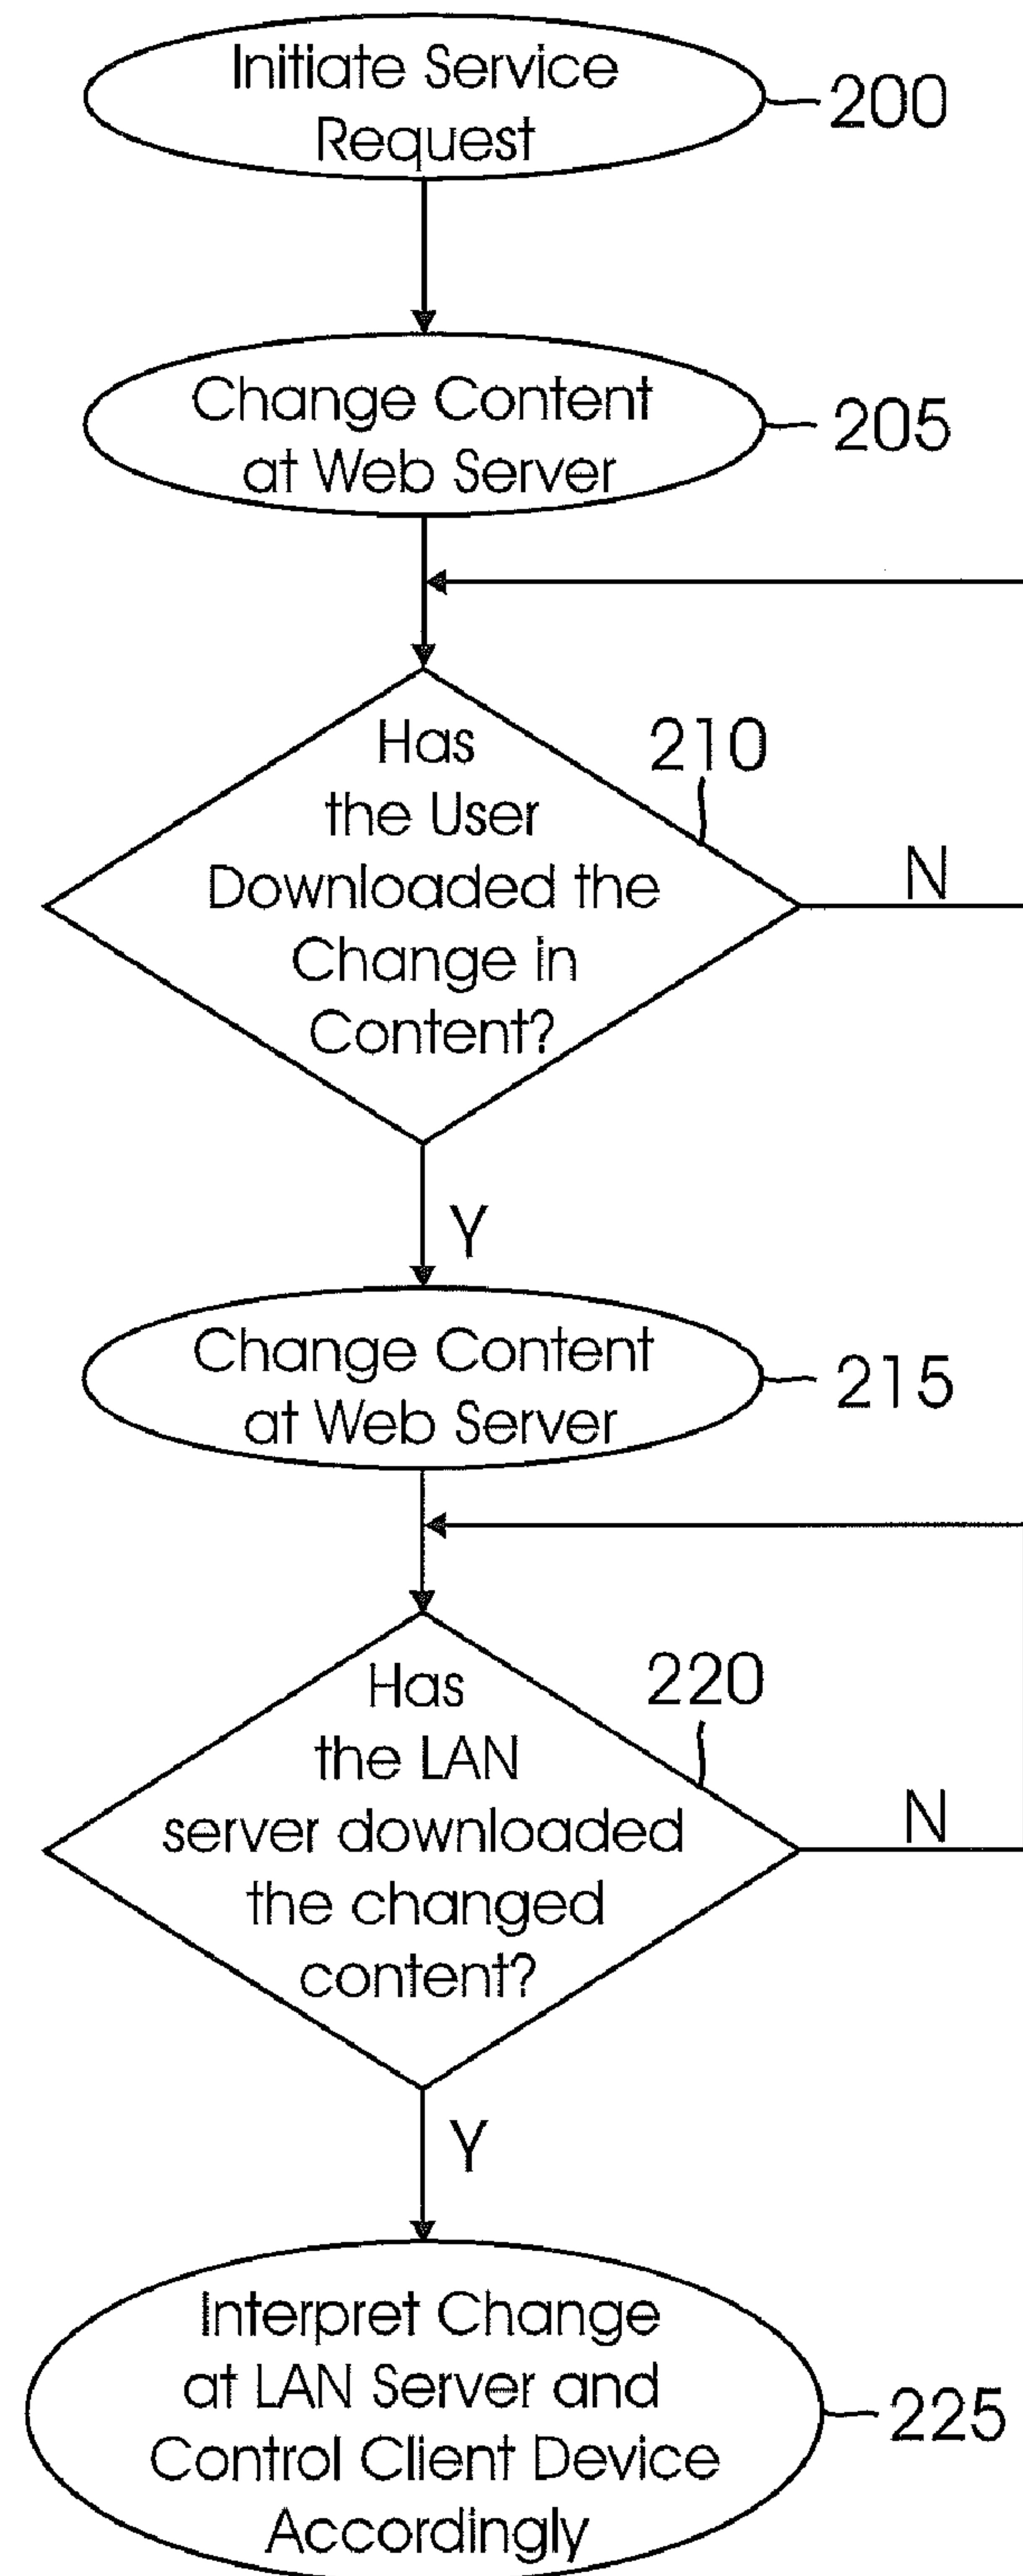 Initiate Service
Request
200
Change Content
at Web Server
205
Has
the User
Downloaded the
Change in
Content?
210
N
Y
Change Content
at Web Server
215
Has
the LAN
server downloaded
the changed
content?
220
N
Y
Interpret Change
at LAN Server and
Control Client Device
Accordingly
225